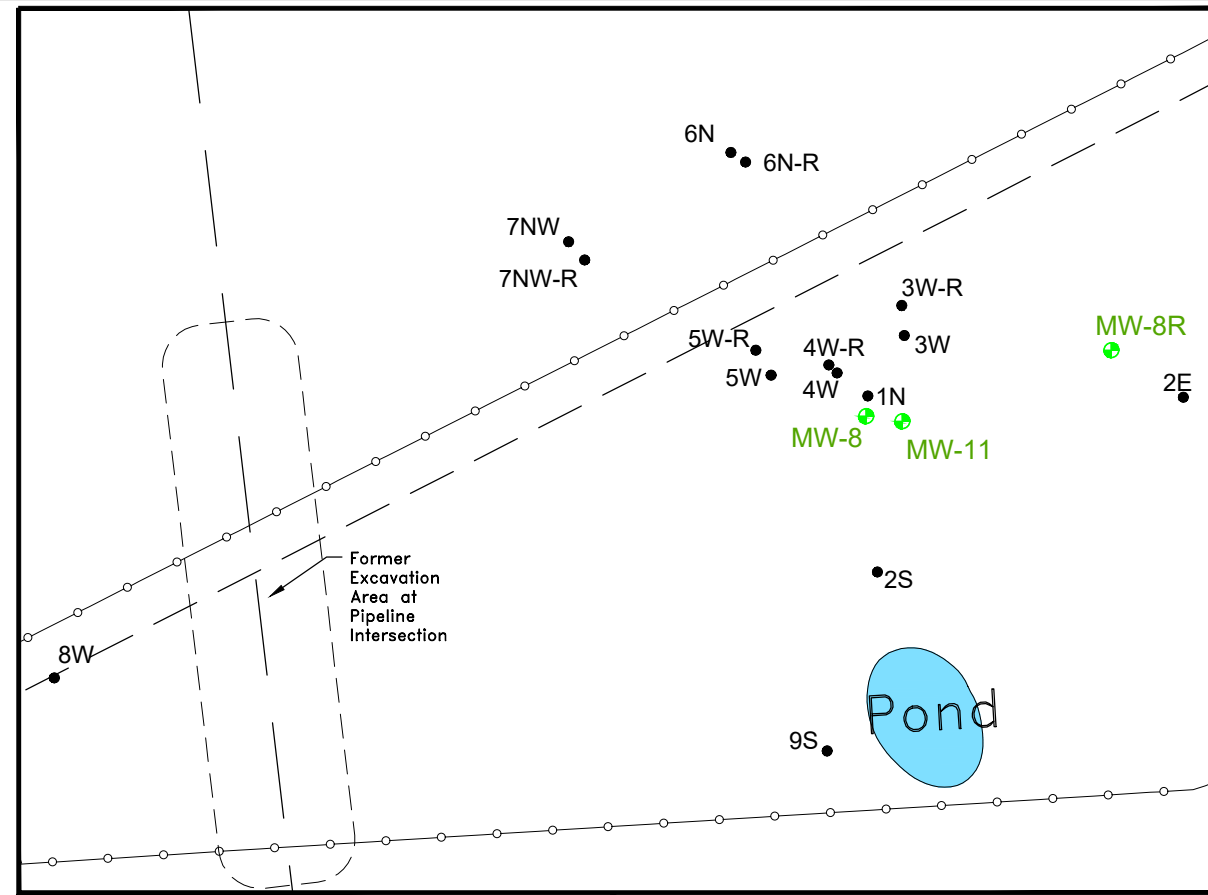 6N
6N-R
7NW
7NW-R
3W-R
3W
5W-R
5W
4W-R
4W
MW-8R
2E
1N
MW-8
MW-11
Former
Excavation
Area at
Pipeline
Intersection
2S
8W
Pond
9S